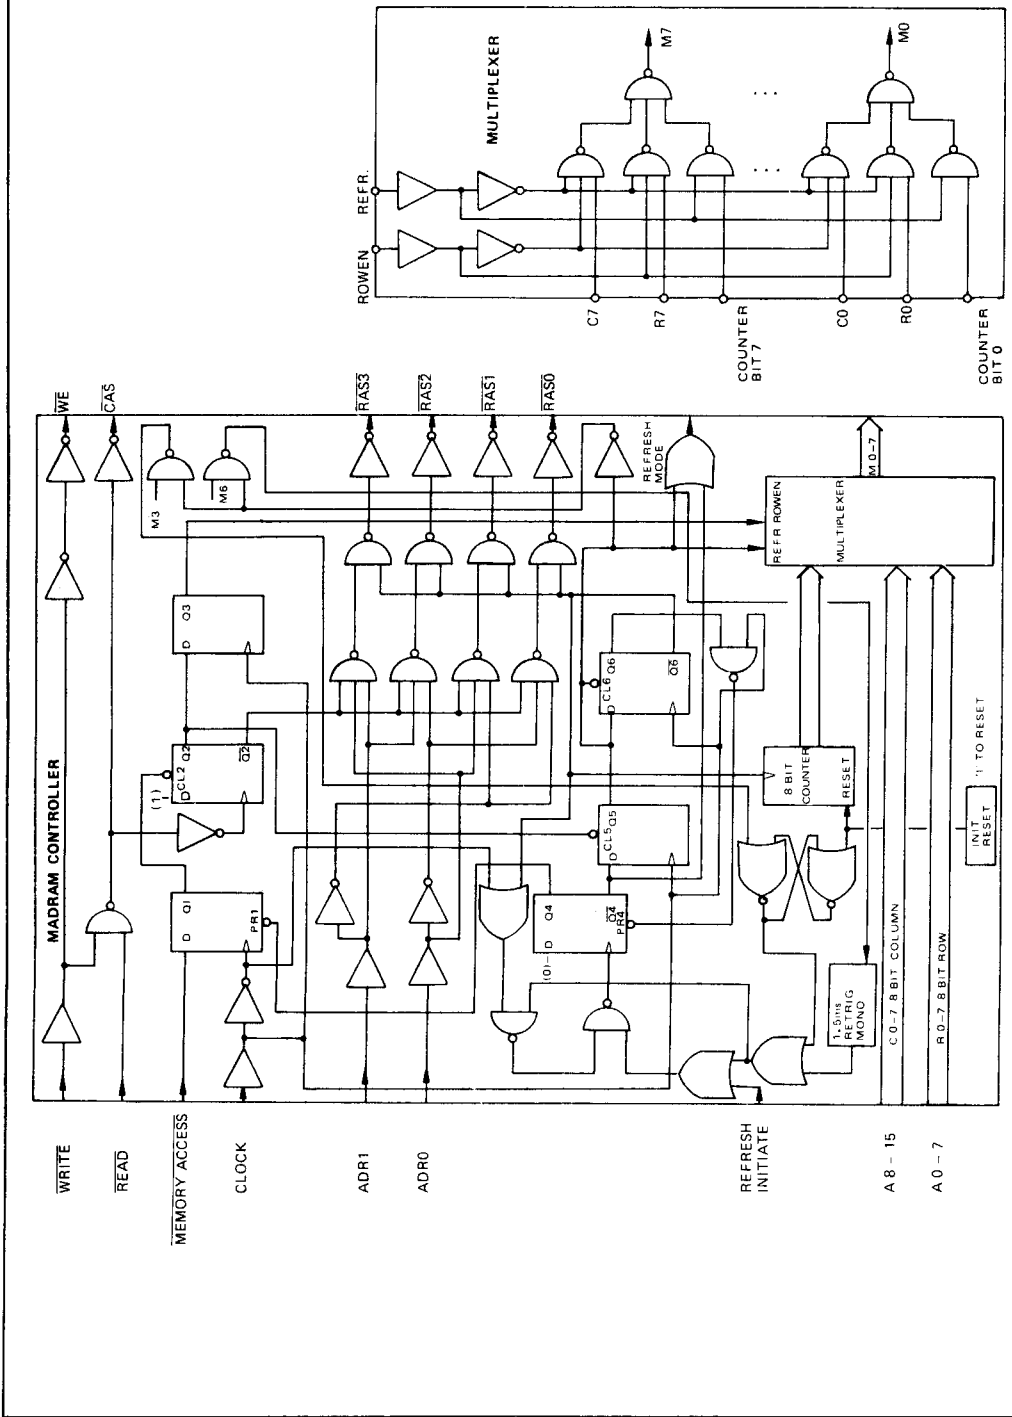 MADRAM CONTROLLER
WRITE
READ
MEMORY ACCESS
CLOCK
ADR1
ADR0
REFRESH
INITIATE
A 8 - 15
A 0 - 7
D Q1
PR1
(1)
D CL2 Q2
Q2
D Q3
M3
M6
WE
CAS
RAS3
RAS2
RAS1
RAS0
REFRESH
MODE
(0) D Q4
Q4
PR4
D CL5 Q5
D CL6 Q6
Q6
8 BIT
COUNTER
RESET
1.5ms
RETRIG
MONO
C 0-7 8 BIT COLUMN
R 0-7 8 BIT ROW
INIT
RESET
'1' TO RESET
REFR ROWEN
MULTIPLEXER
M 0-7
MULTIPLEXER
ROWEN
REFR.
M7
M0
...
...
C7
R7
COUNTER
BIT 7
C0
R0
COUNTER
BIT 0